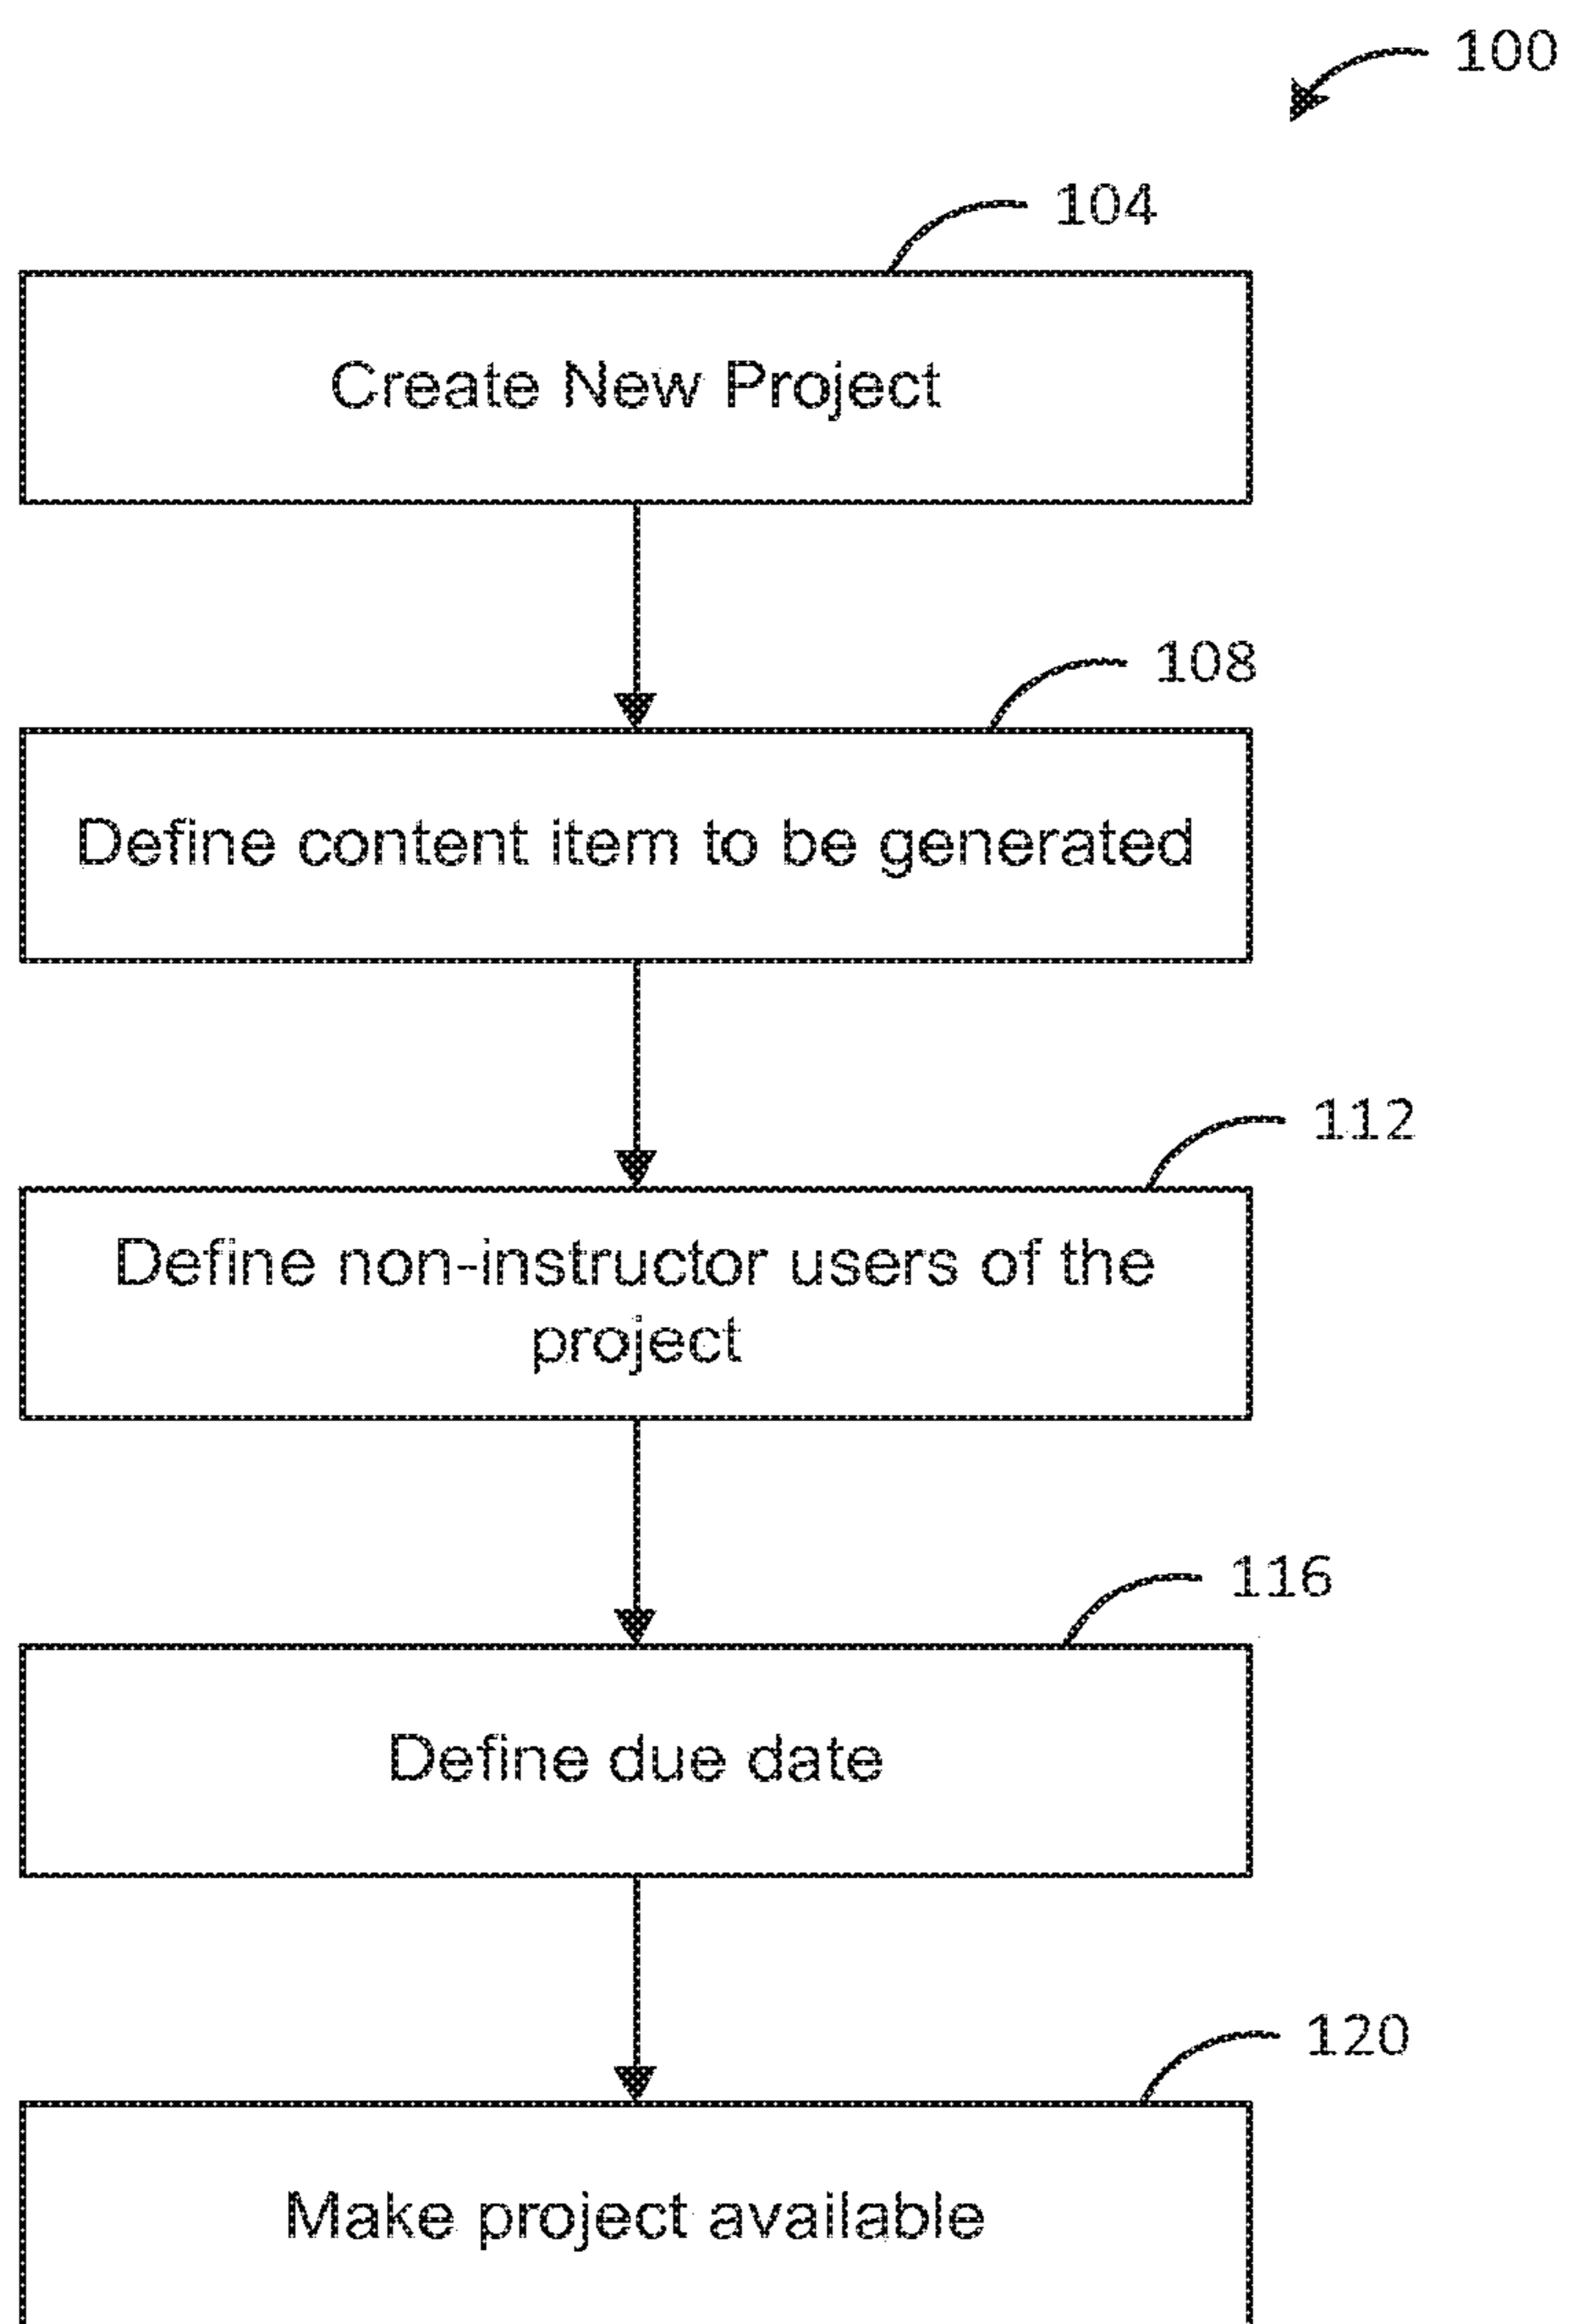 100
104
Create New Project
108
Define content item to be generated
112
Define non-instructor users of the
project
116
Define due date
120
Make project available